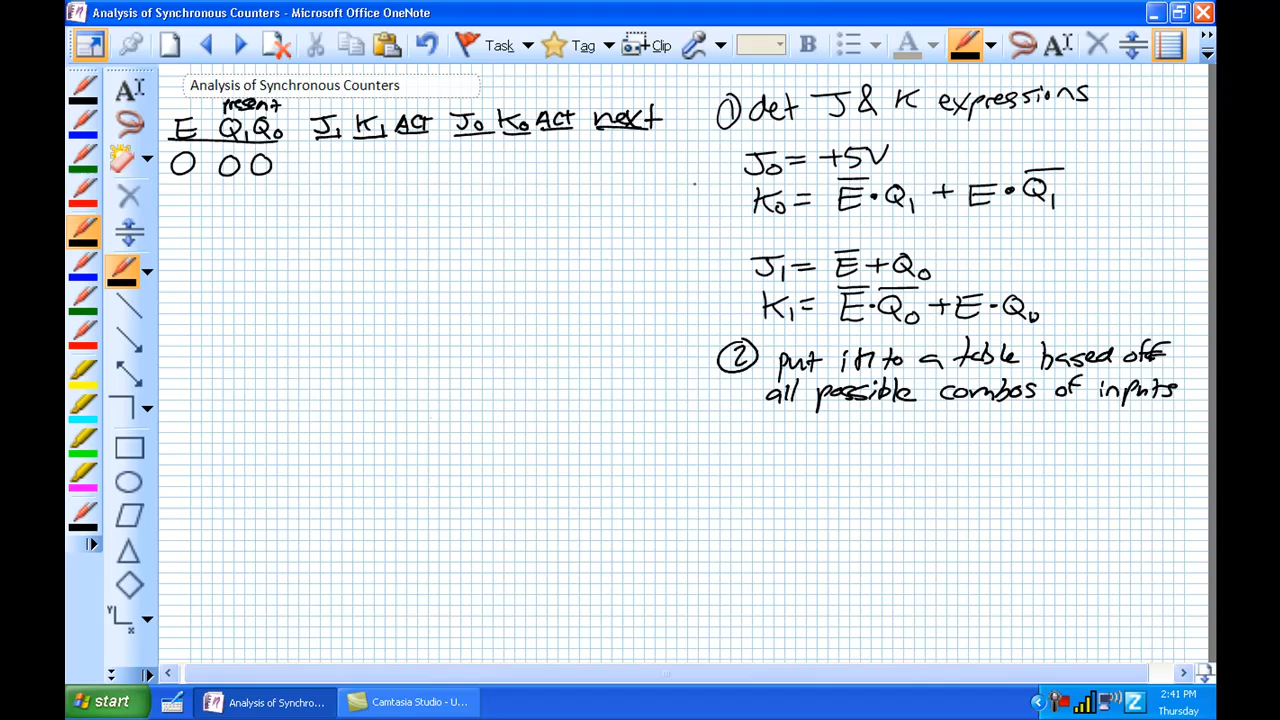 Analysis of Synchronous Counters - Microsoft Office OneNote
Task Tag Clip B A A
Analysis of Synchronous Counters
present
E Q₁Q₀ J₁ K₁ Act J₀ K₀ Act next
0 0 0
① det J & K expressions
J₀ = +5V
K₀ = E̅ • Q₁ + E • Q̅₁
J₁ = E̅ + Q₀
K₁ = E̅ • Q̅₀ + E • Q₀
② put it into a table based off
all possible combos of inputs
start Analysis of Synchro... Camtasia Studio - U... 2:41 PM
Thursday